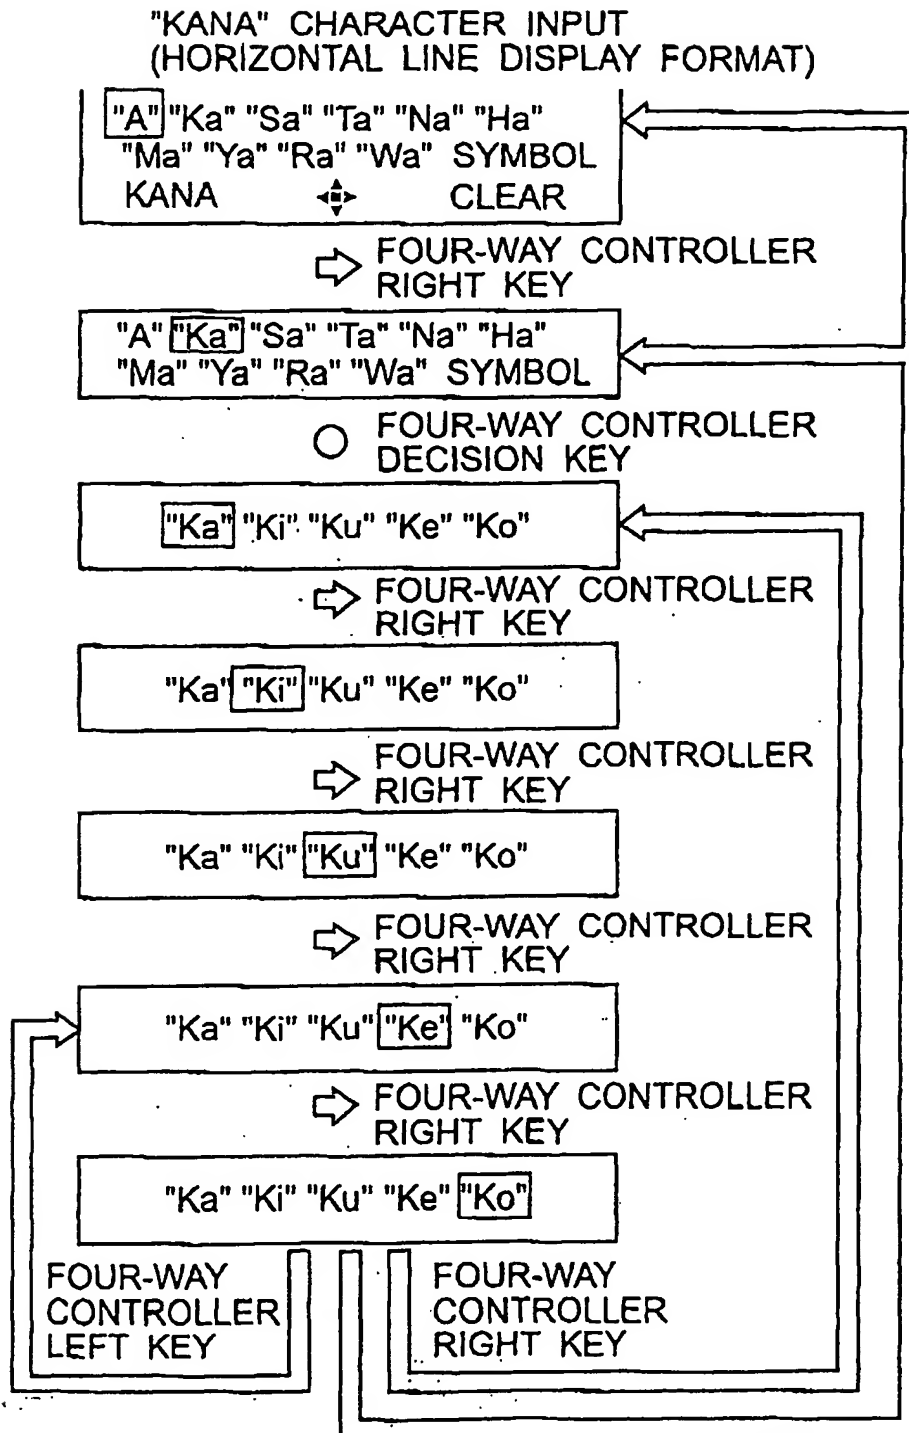 "KANA" CHARACTER INPUT
(HORIZONTAL LINE DISPLAY FORMAT)
"A" "Ka" "Sa" "Ta" "Na" "Ha"
"Ma" "Ya" "Ra" "Wa" SYMBOL
KANA CLEAR
FOUR-WAY CONTROLLER
RIGHT KEY
"A" "Ka" "Sa" "Ta" "Na" "Ha"
"Ma" "Ya" "Ra" "Wa" SYMBOL
FOUR-WAY CONTROLLER
DECISION KEY
"Ka" "Ki" "Ku" "Ke" "Ko"
FOUR-WAY CONTROLLER
RIGHT KEY
"Ka" "Ki" "Ku" "Ke" "Ko"
FOUR-WAY CONTROLLER
RIGHT KEY
"Ka" "Ki" "Ku" "Ke" "Ko"
FOUR-WAY CONTROLLER
RIGHT KEY
"Ka" "Ki" "Ku" "Ke" "Ko"
FOUR-WAY CONTROLLER
RIGHT KEY
"Ka" "Ki" "Ku" "Ke" "Ko"
FOUR-WAY
CONTROLLER
LEFT KEY
FOUR-WAY
CONTROLLER
RIGHT KEY